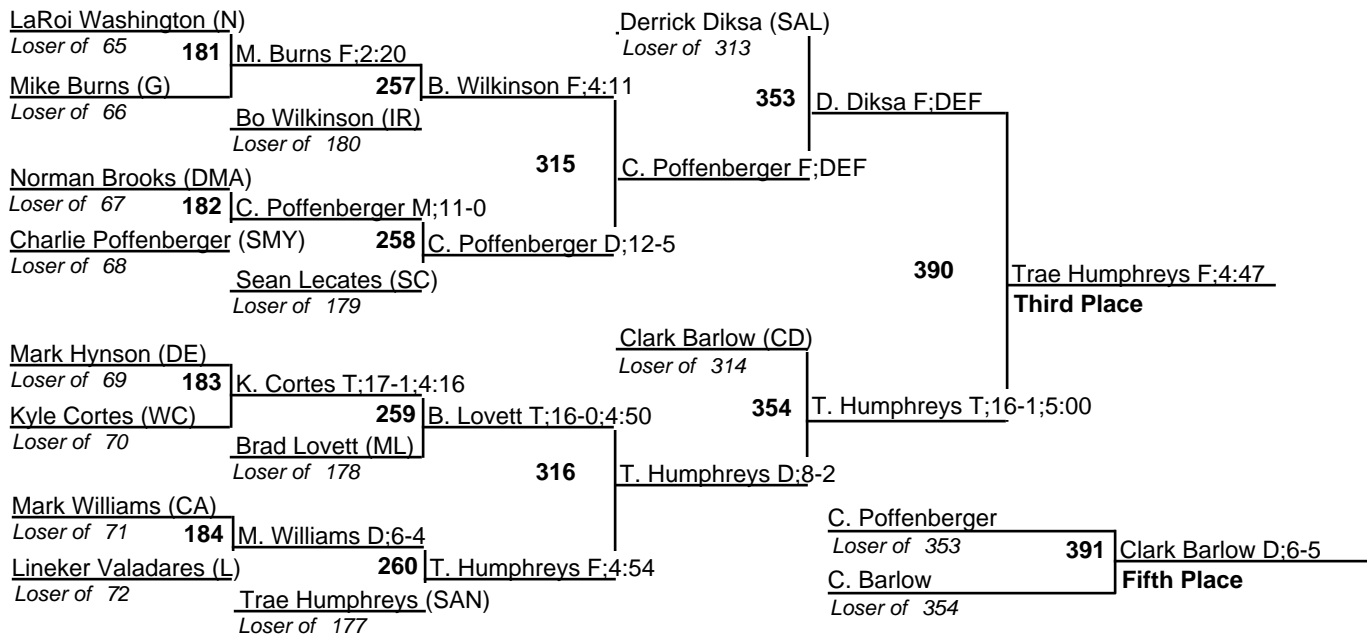 LaRoi Washington (N)
Loser of 65
181
M. Burns F;2:20
Mike Burns (G)
Loser of 66
257
B. Wilkinson F;4:11
Bo Wilkinson (IR)
Loser of 180
Norman Brooks (DMA)
Loser of 67
182
C. Poffenberger M;11-0
Charlie Poffenberger (SMY)
Loser of 68
258
C. Poffenberger D;12-5
Sean Lecates (SC)
Loser of 179
315
C. Poffenberger F;DEF
Derrick Diksa (SAL)
Loser of 313
353
D. Diksa F;DEF
Mark Hynson (DE)
Loser of 69
183
K. Cortes T;17-1;4:16
Kyle Cortes (WC)
Loser of 70
259
B. Lovett T;16-0;4:50
Brad Lovett (ML)
Loser of 178
Mark Williams (CA)
Loser of 71
184
M. Williams D;6-4
Lineker Valadares (L)
Loser of 72
260
T. Humphreys F;4:54
Trae Humphreys (SAN)
Loser of 177
316
T. Humphreys D;8-2
Clark Barlow (CD)
Loser of 314
354
T. Humphreys T;16-1;5:00
390
Trae Humphreys F;4:47
Third Place
C. Poffenberger
Loser of 353
391
Clark Barlow D;6-5
C. Barlow
Fifth Place
Loser of 354